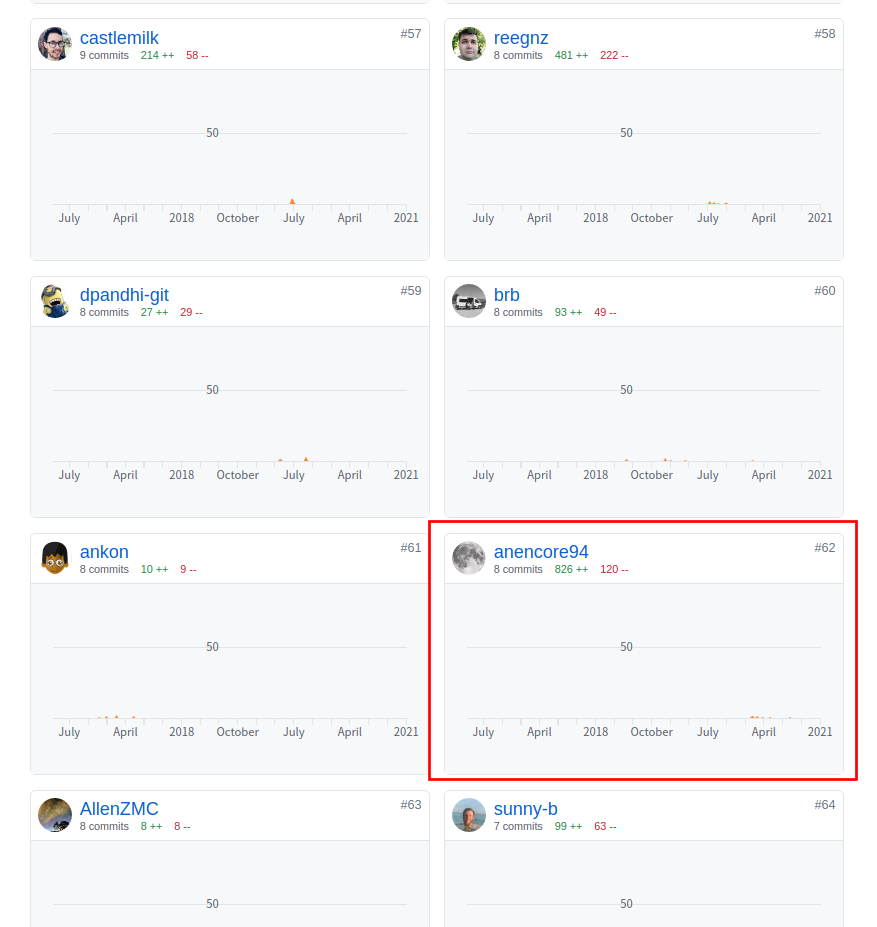 castlemilk #57
9 commits 214 ++ 58 --
50
July April 2018 October July April 2021
reegnz #58
8 commits 481 ++ 222 --
50
July April 2018 October July April 2021
dpandhi-git #59
8 commits 27 ++ 29 --
50
July April 2018 October July April 2021
brb #60
8 commits 93 ++ 49 --
50
July April 2018 October July April 2021
ankon #61
8 commits 10 ++ 9 --
50
July April 2018 October July April 2021
anencore94 #62
8 commits 826 ++ 120 --
50
July April 2018 October July April 2021
AllenZMC #63
8 commits 8 ++ 8 --
50
sunny-b #64
7 commits 99 ++ 63 --
50